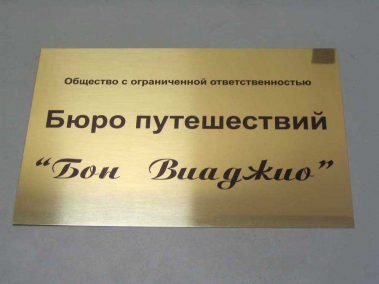 Общество с ограниченной ответственностью
Бюро путешествий
“Бон Виаджио”